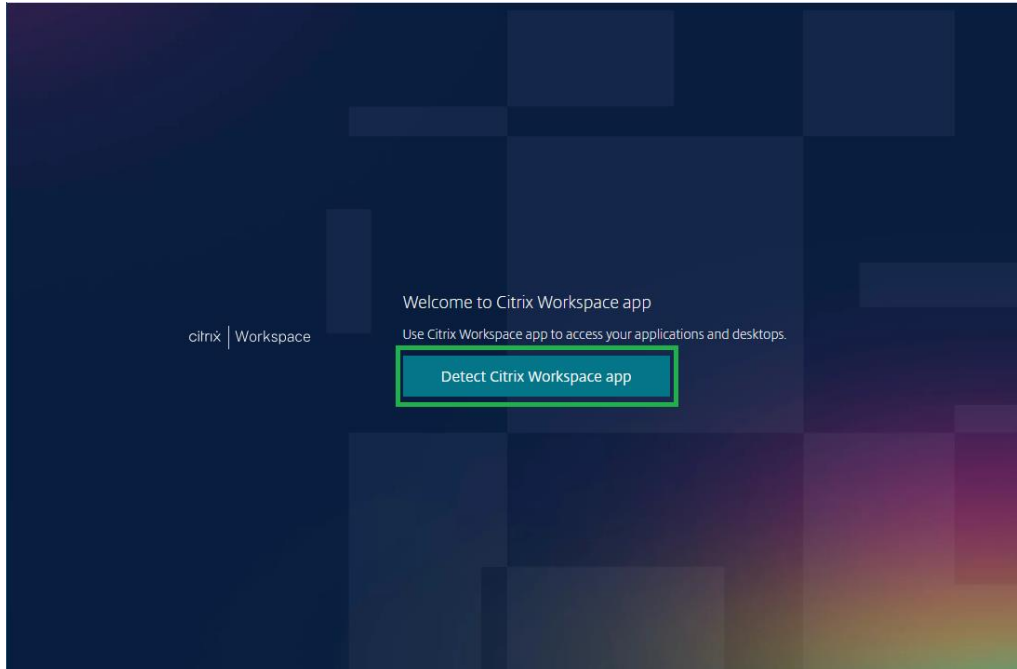 Welcome to Citrix Workspace app
citrix | Workspace
Use Citrix Workspace app to access your applications and desktops.
Detect Citrix Workspace app